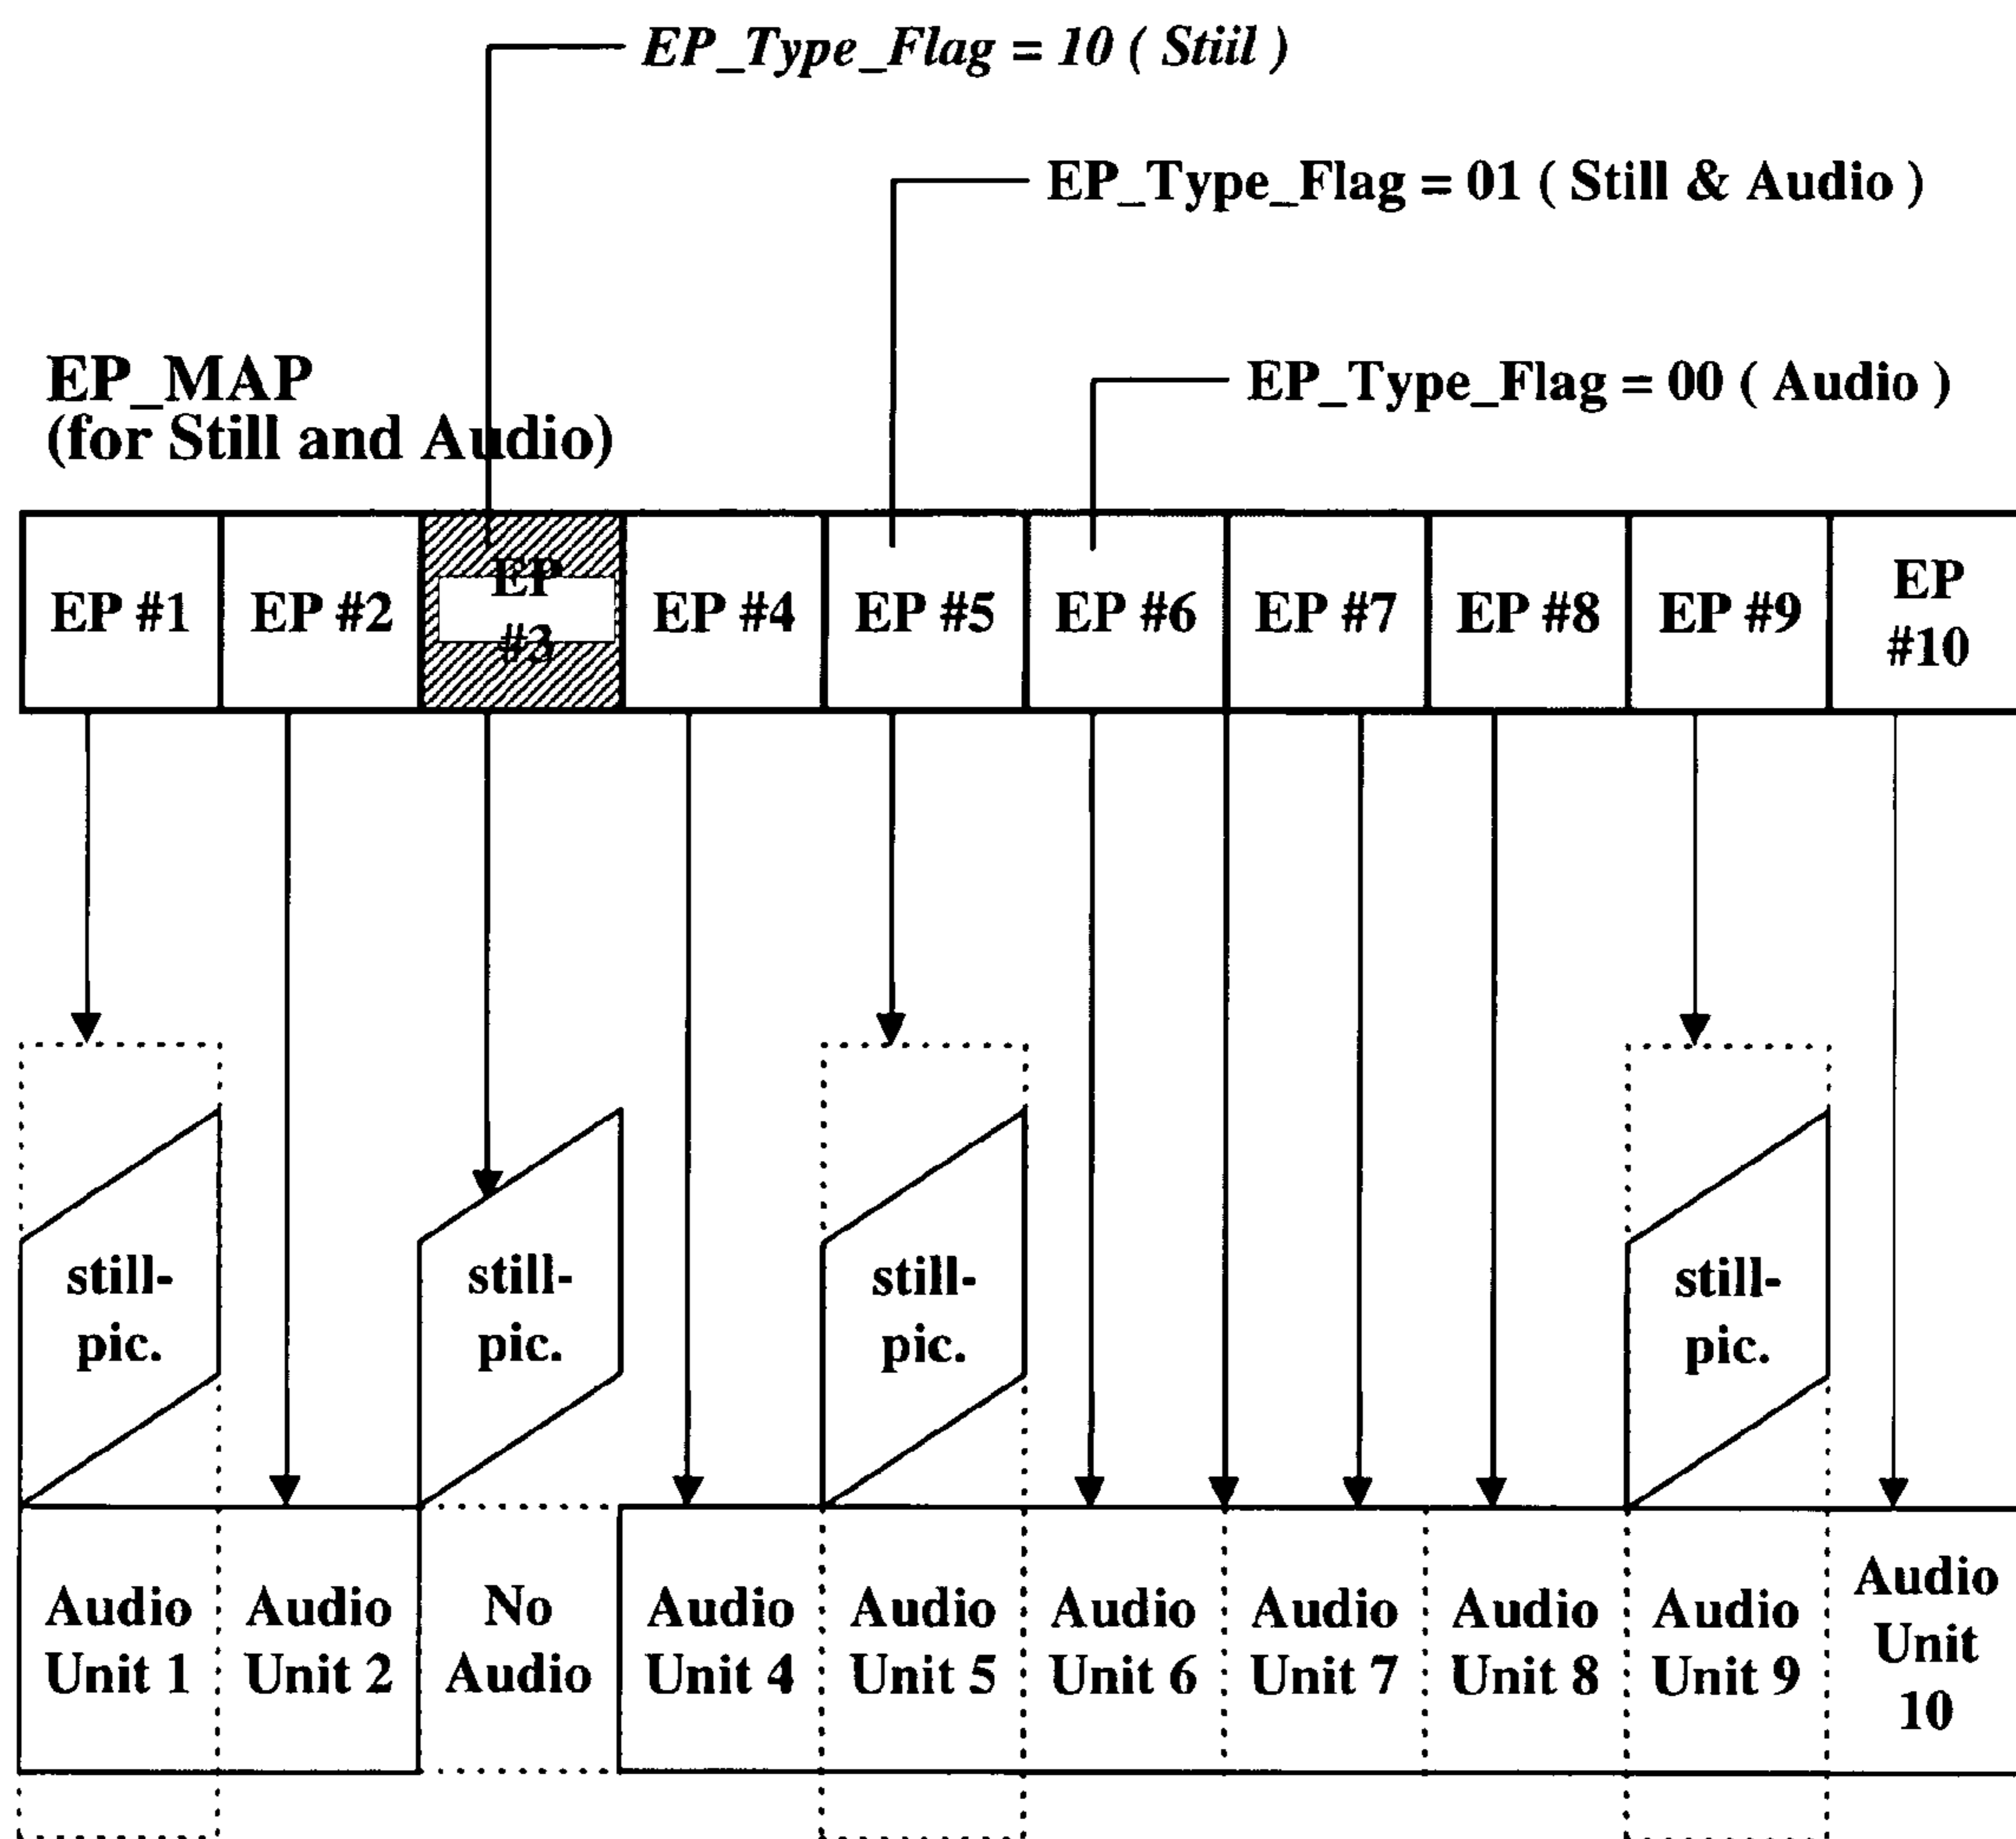 EP_Type_Flag = 10 ( Stiil )
EP_Type_Flag = 01 ( Still & Audio )
EP_Type_Flag = 00 ( Audio )
EP_MAP
(for Still and Audio)
EP #1
EP #2
EP
#3
EP #4
EP #5
EP #6
EP #7
EP #8
EP #9
EP
#10
still-
pic.
still-
pic.
still-
pic.
still-
pic.
Audio
Unit 1
Audio
Unit 2
No
Audio
Audio
Unit 4
Audio
Unit 5
Audio
Unit 6
Audio
Unit 7
Audio
Unit 8
Audio
Unit 9
Audio
Unit
10